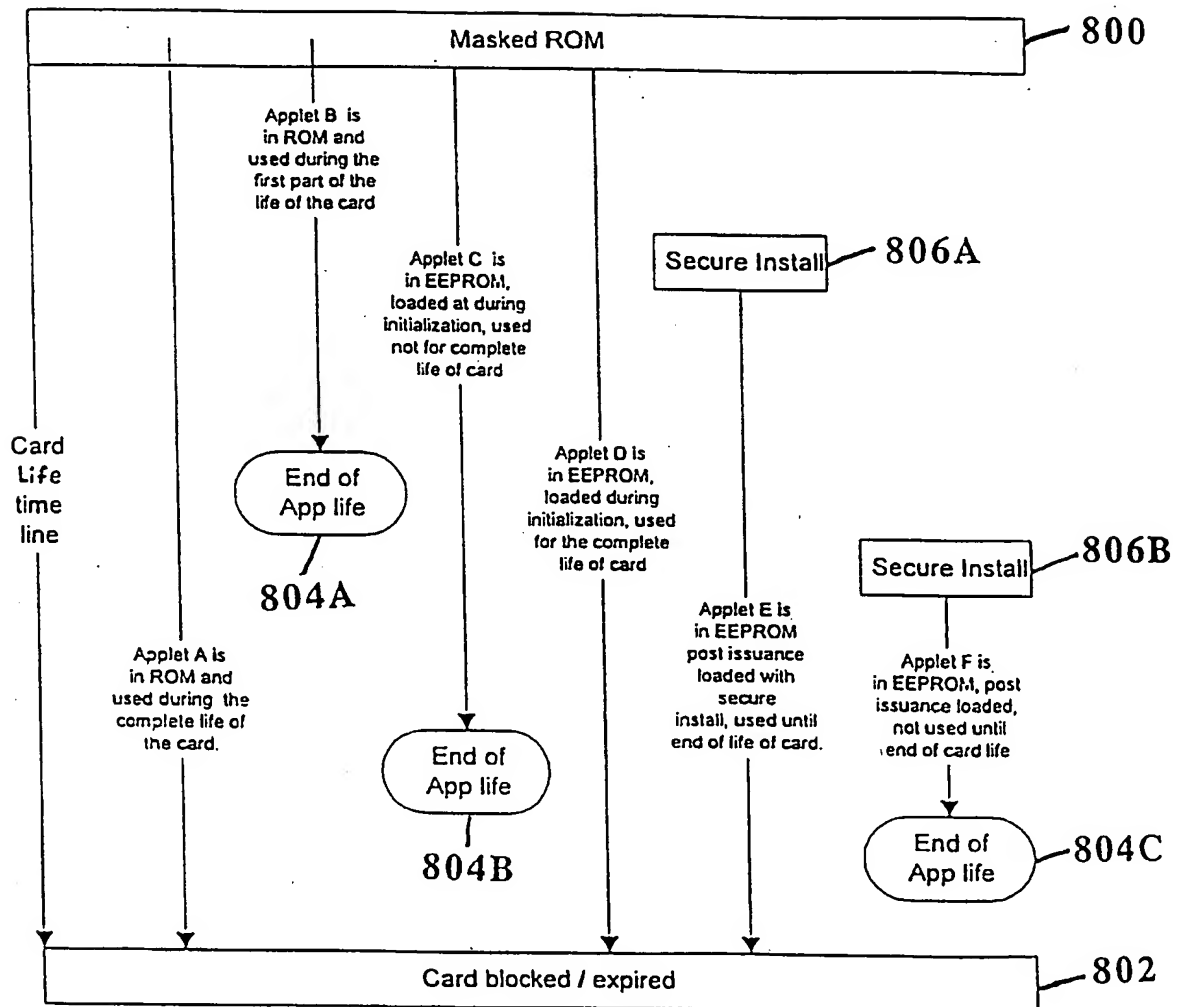 Masked ROM
800
Applet B is
in ROM and
used during the
first part of the
life of the card
Applet C is
in EEPROM,
loaded at during
initialization, used
not for complete
life of card
Secure Install
806A
Card
Life
time
line
End of
App life
804A
Applet D is
in EEPROM,
loaded during
initialization, used
for the complete
life of card
Secure Install
806B
Applet A is
in ROM and
used during the
complete life of
the card.
Applet E is
in EEPROM
post issuance
loaded with
secure
install, used until
end of life of card.
Applet F is
in EEPROM, post
issuance loaded,
not used until
end of card life
End of
App life
804B
End of
App life
804C
Card blocked / expired
802